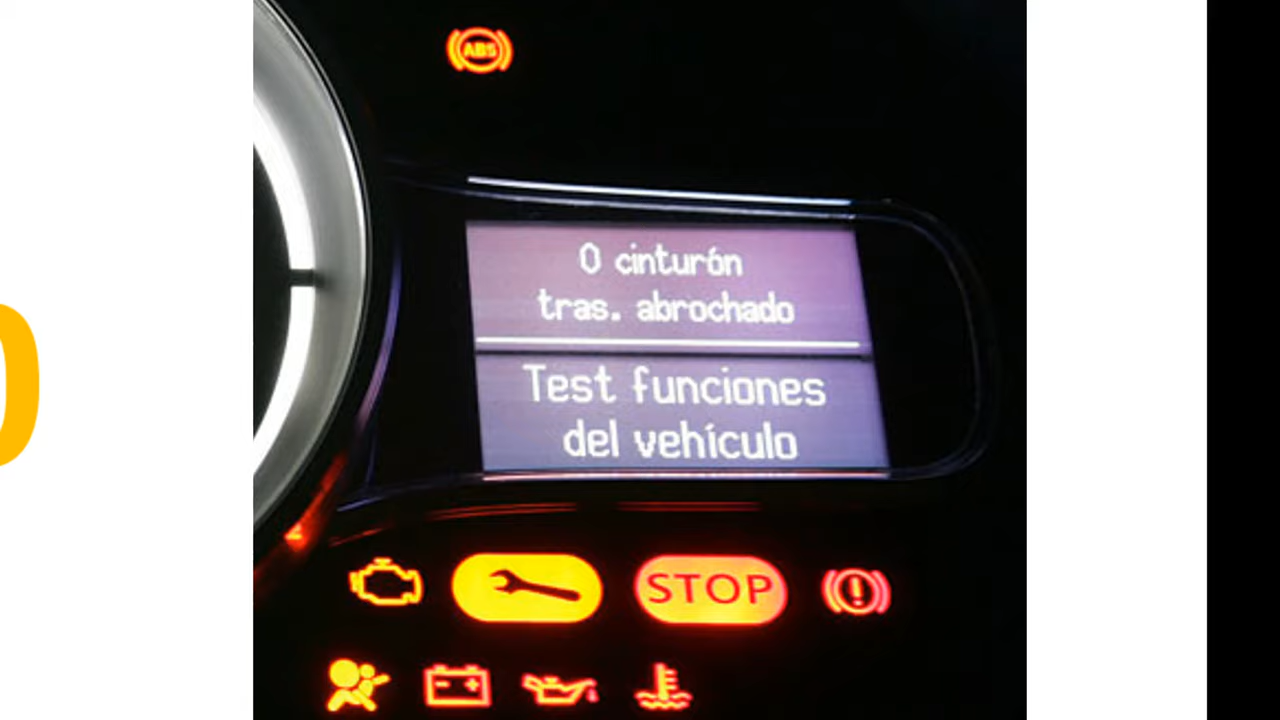 ABS
0 cinturón
tras. abrochado
Test funciones
del vehículo
STOP